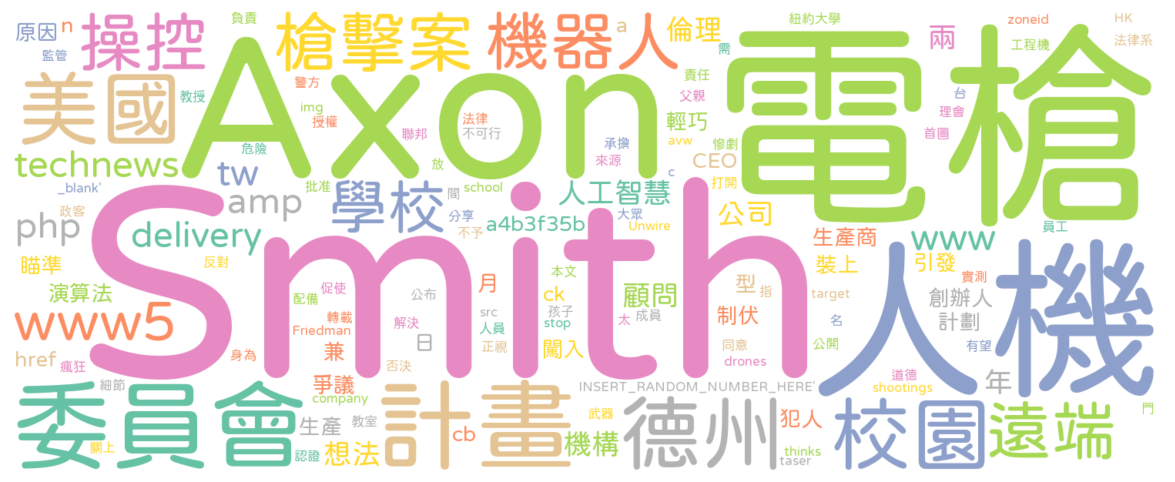 負責
紐約大學
zoneid
HK
原因
n
操控
槍擊案
機器人
a
倫理
需
兩
工程機
法律系
監管
警方
電槍
美國
教授
Axon
責任
父親
台
理會
img
授權
法律
輕巧
首圖
聯邦
不可行
承擔
avw
慘劇
危險
來源
technews
批准
放
CEO
打開
_blank'
tw
學校
間
school
c
人工智慧
政客
amp
分享
大眾
公司
php
delivery
不予
a4b3f35b
Unwire
員工
生產商
www
瞄準
反對
Smith
人機
裝上
引發
實測
本文
演算法
促使
公布
月
ck
顧問
型
指
target
創辦人
配備
轉載
src
孩子
www5
Friedman
解決
人員
stop
太
成員
制伏
名
計劃
日
正視
兼
闖入
同意
公開
有望
href
瘋狂
身為
否決
drones
細節
爭議
INSERT_RANDOM_NUMBER_HERE'
道德
年
shootings
company
委員會
計畫
武器
德州
犯人
校園
遠端
門
生產
教室
cb
關上
認證
想法
機構
thinks
taser